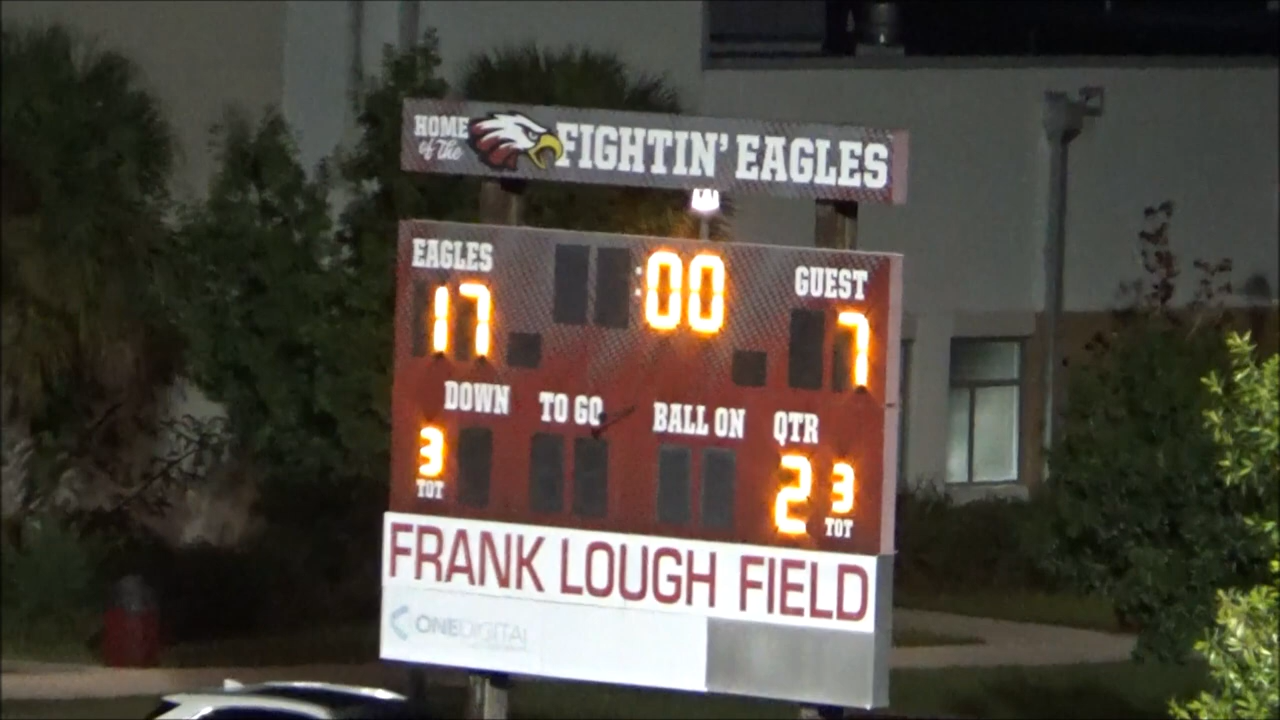 HOME
of the
FIGHTIN' EAGLES
EAGLES :00 GUEST
17 7
DOWN TO GO BALL ON QTR
3 2 3
TOT TOT
FRANK LOUGH FIELD
ONEDIGITAL